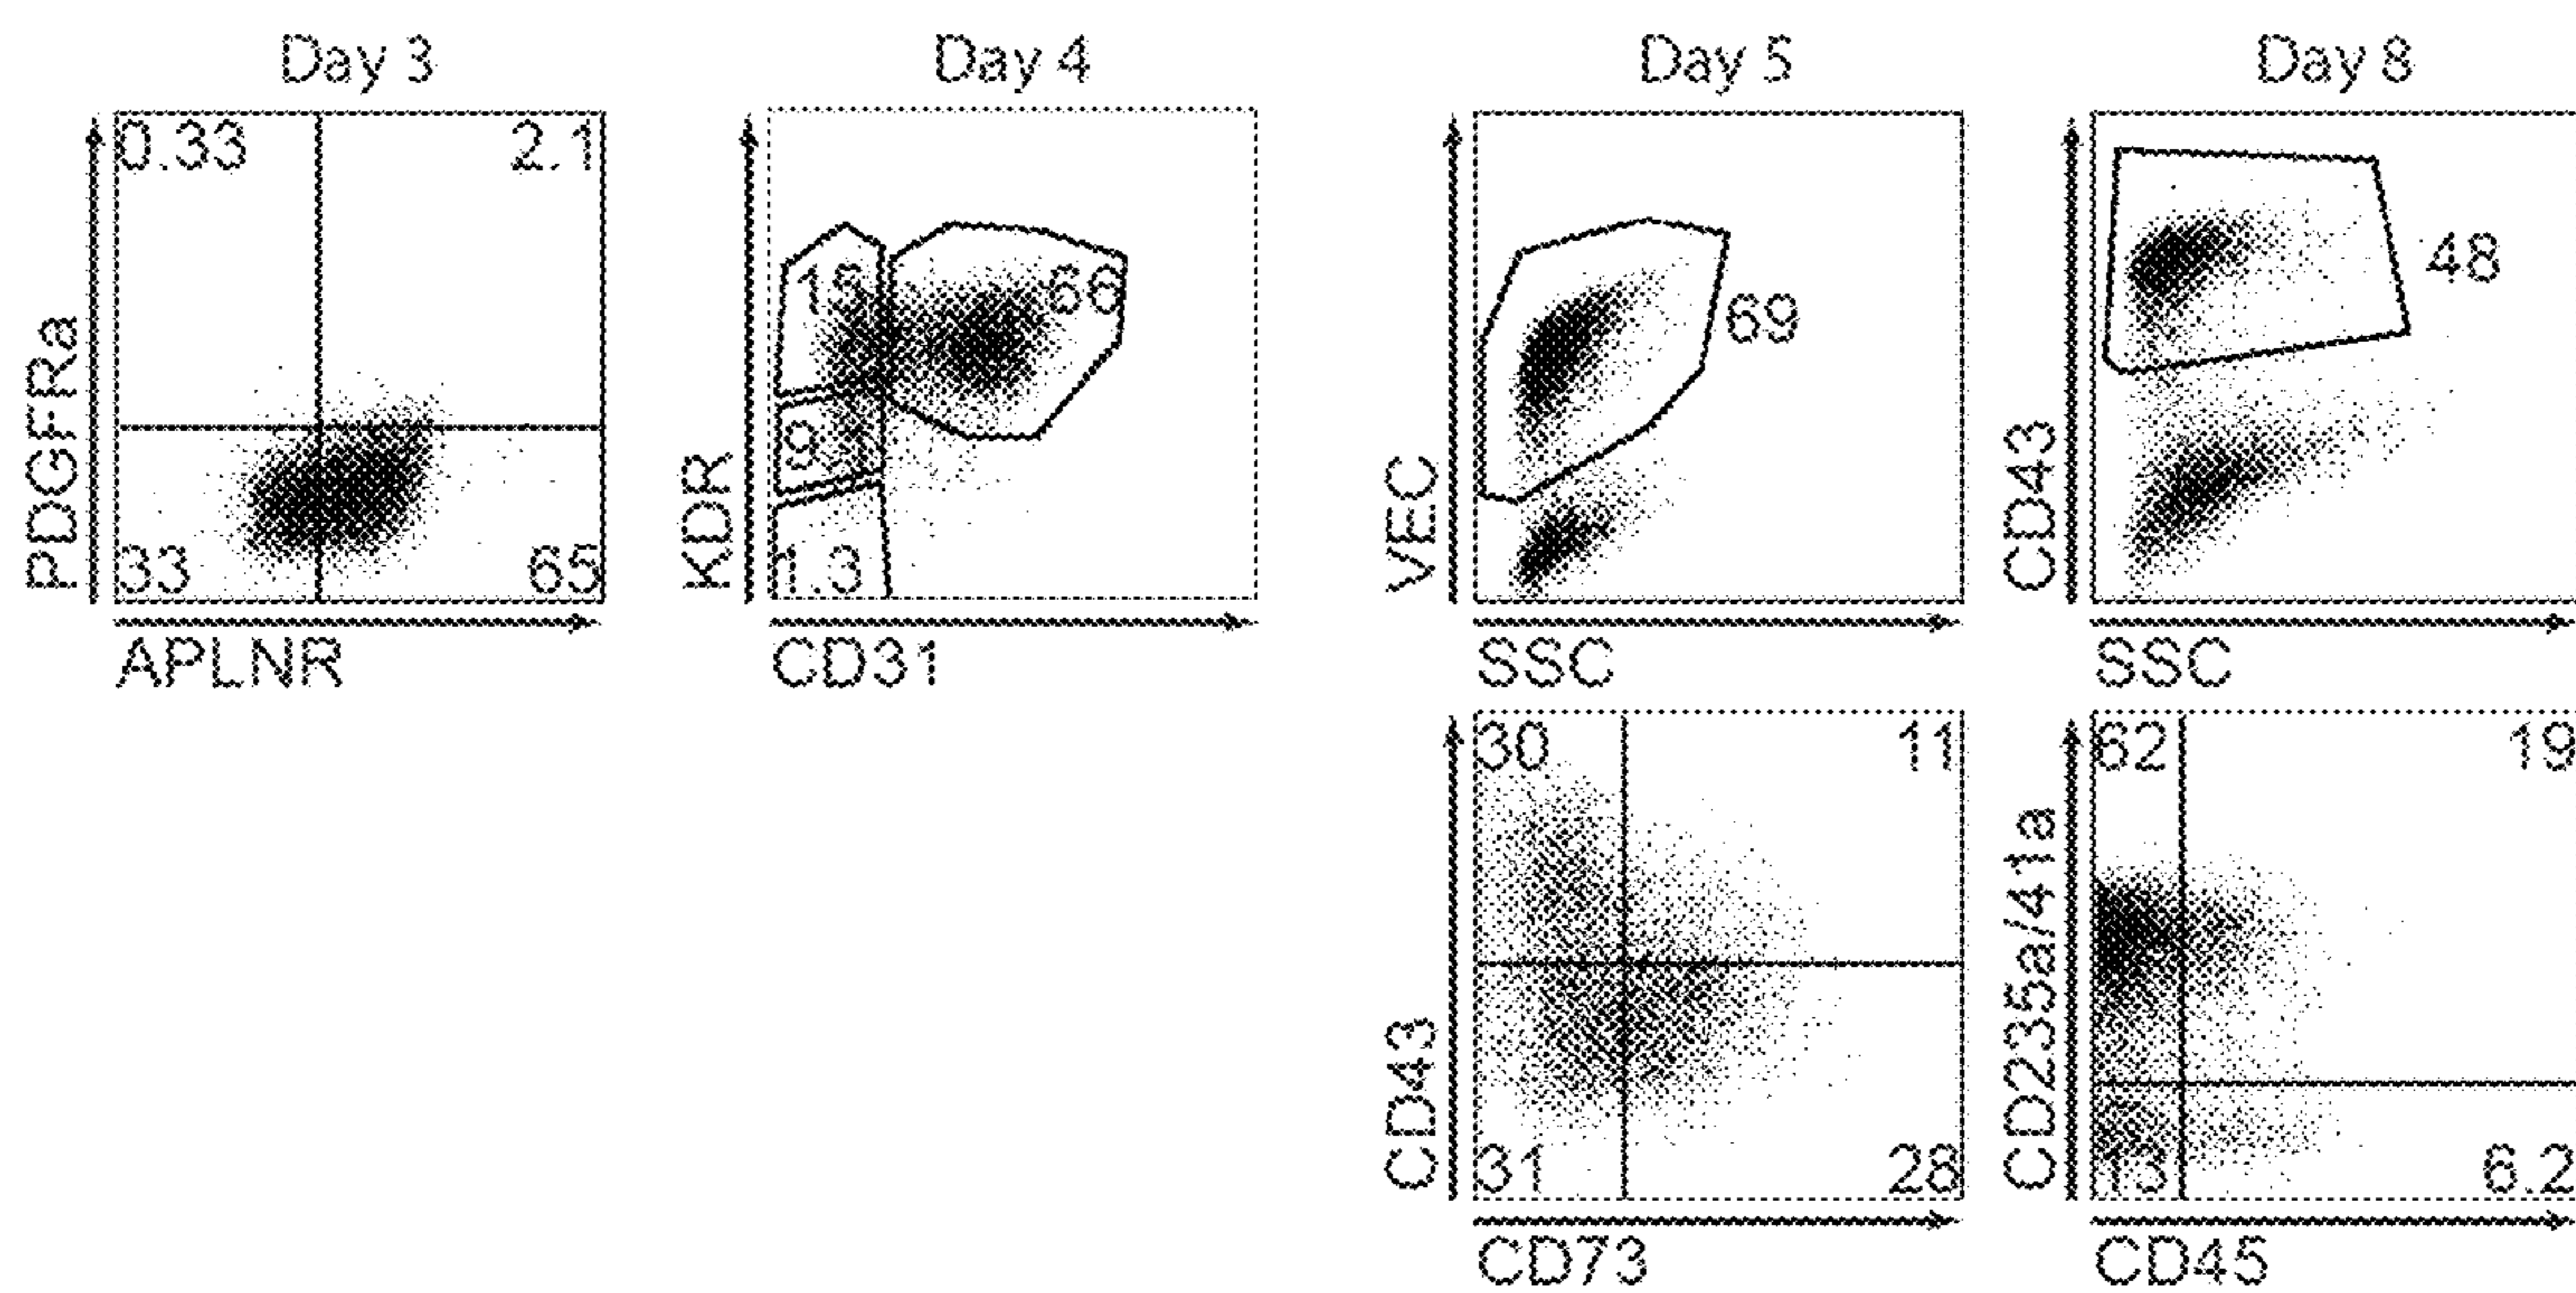 Day 3
0.33 2.1
33 65
PDGFRa
APLNR
Day 4
66
9
1.3
KDR
CD31
Day 5
69
VEC
SSC
Day 8
48
CD43
SSC
30 11
31 28
CD43
CD73
62 19
13 6.2
CD235a/41a
CD45